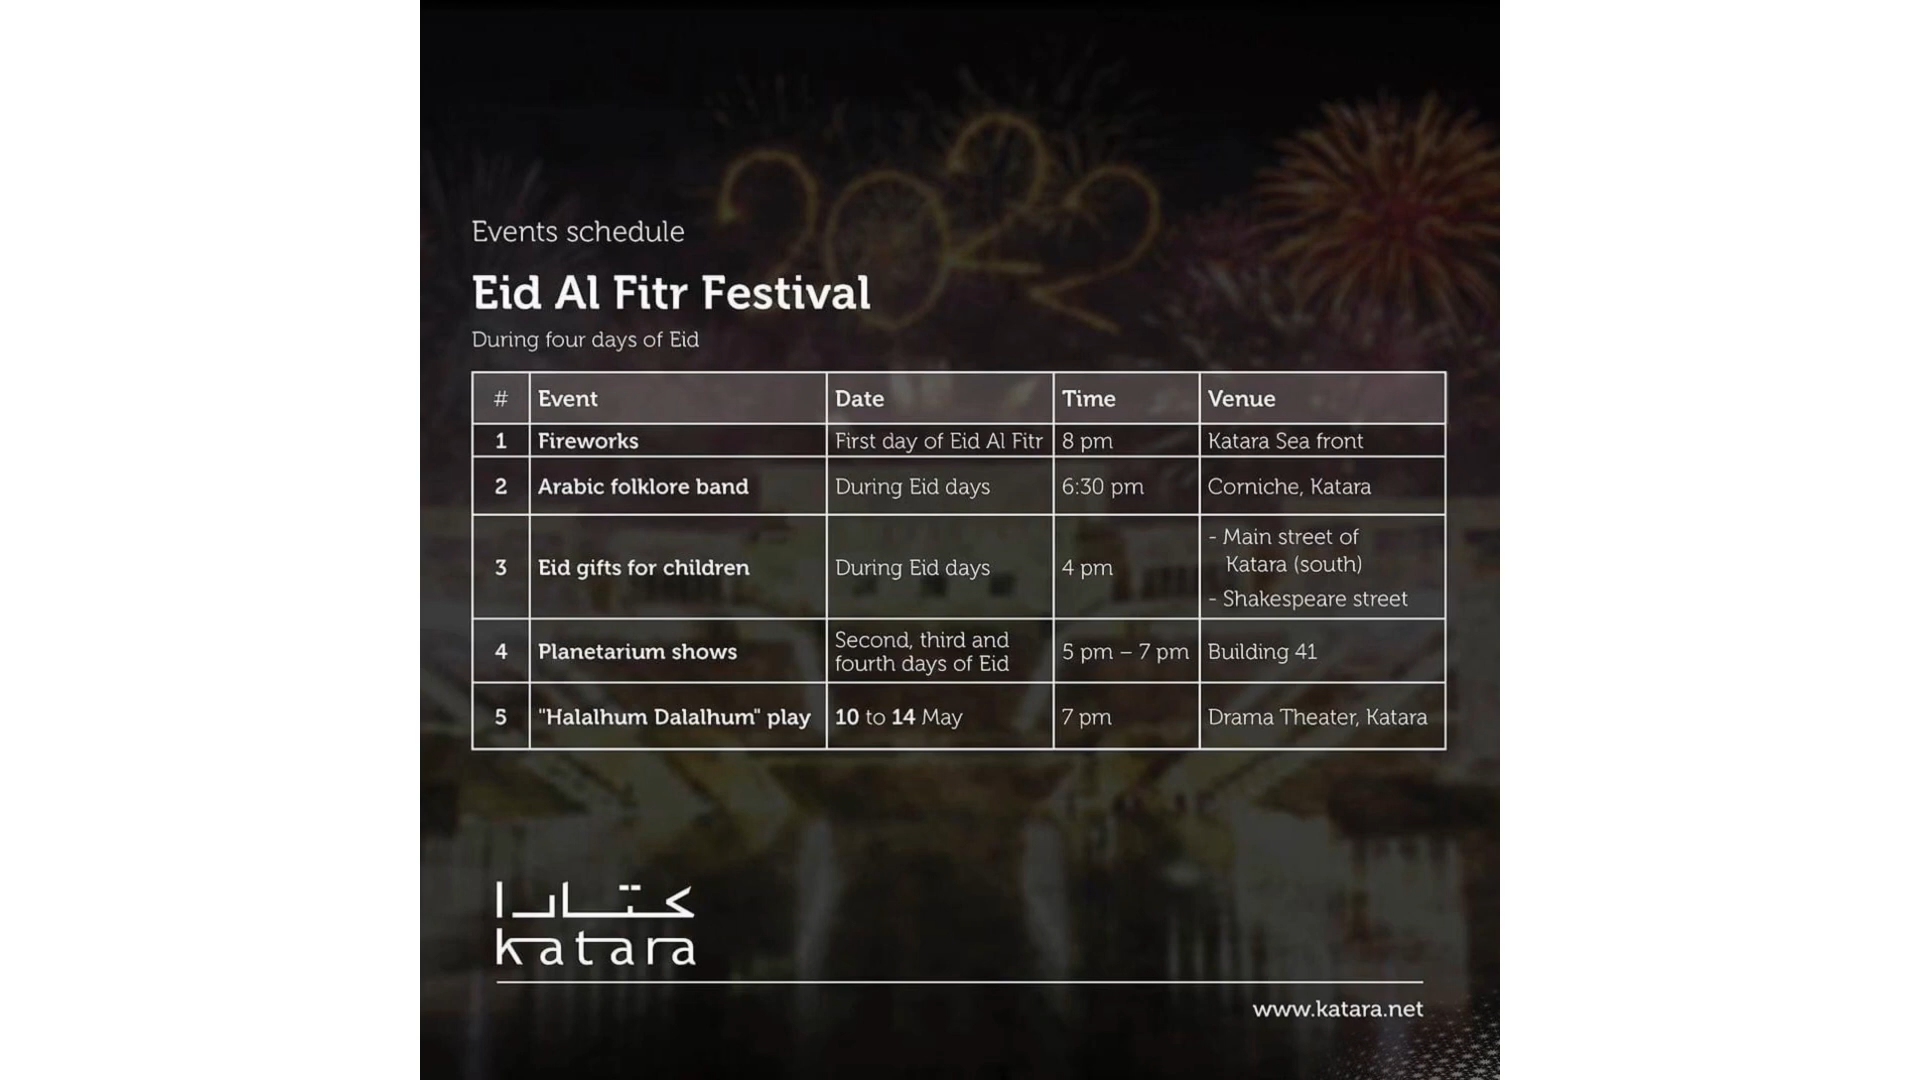 2022
Events schedule
Eid Al Fitr Festival
During four days of Eid
# Event Date Time Venue
1 Fireworks First day of Eid Al Fitr 8 pm Katara Sea front
2 Arabic folklore band During Eid days 6:30 pm Corniche, Katara
3 Eid gifts for children During Eid days 4 pm - Main street of
Katara (south)
- Shakespeare street
4 Planetarium shows Second, third and
fourth days of Eid 5 pm – 7 pm Building 41
5 "Halalhum Dalalhum" play 10 to 14 May 7 pm Drama Theater, Katara
كتارا
katara
www.katara.net